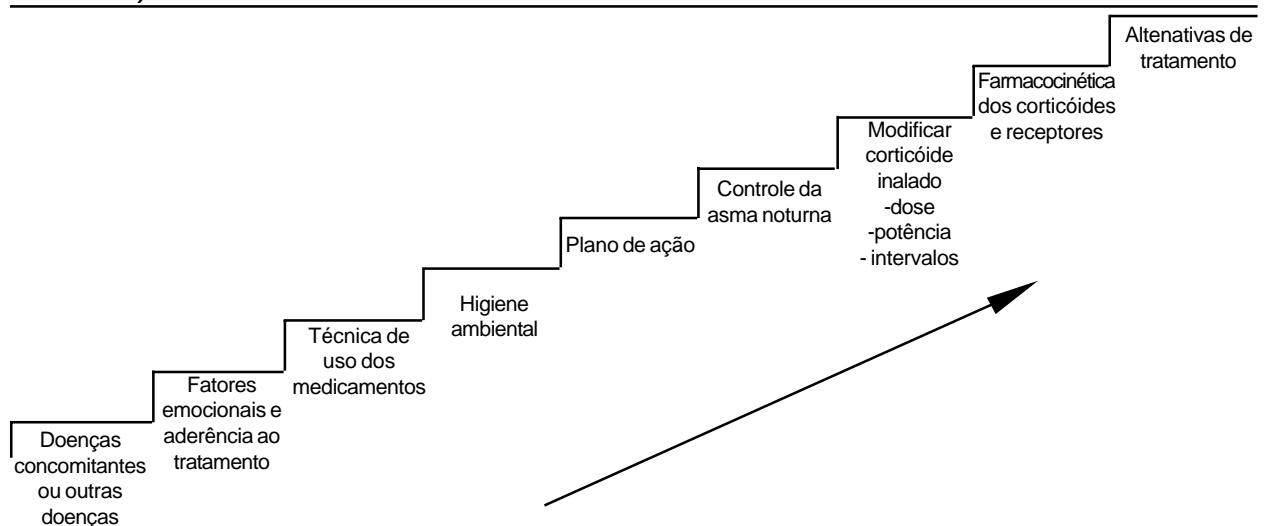 Doenças
concomitantes
ou outras
doenças
Fatores
emocionais e
aderência ao
tratamento
Técnica de
uso dos
medicamentos
Higiene
ambiental
Plano de ação
Controle da
asma noturna
Modificar
corticóide
inalado
-dose
-potência
- intervalos
Farmacocinética
dos corticóides
e receptores
Altenativas de
tratamento